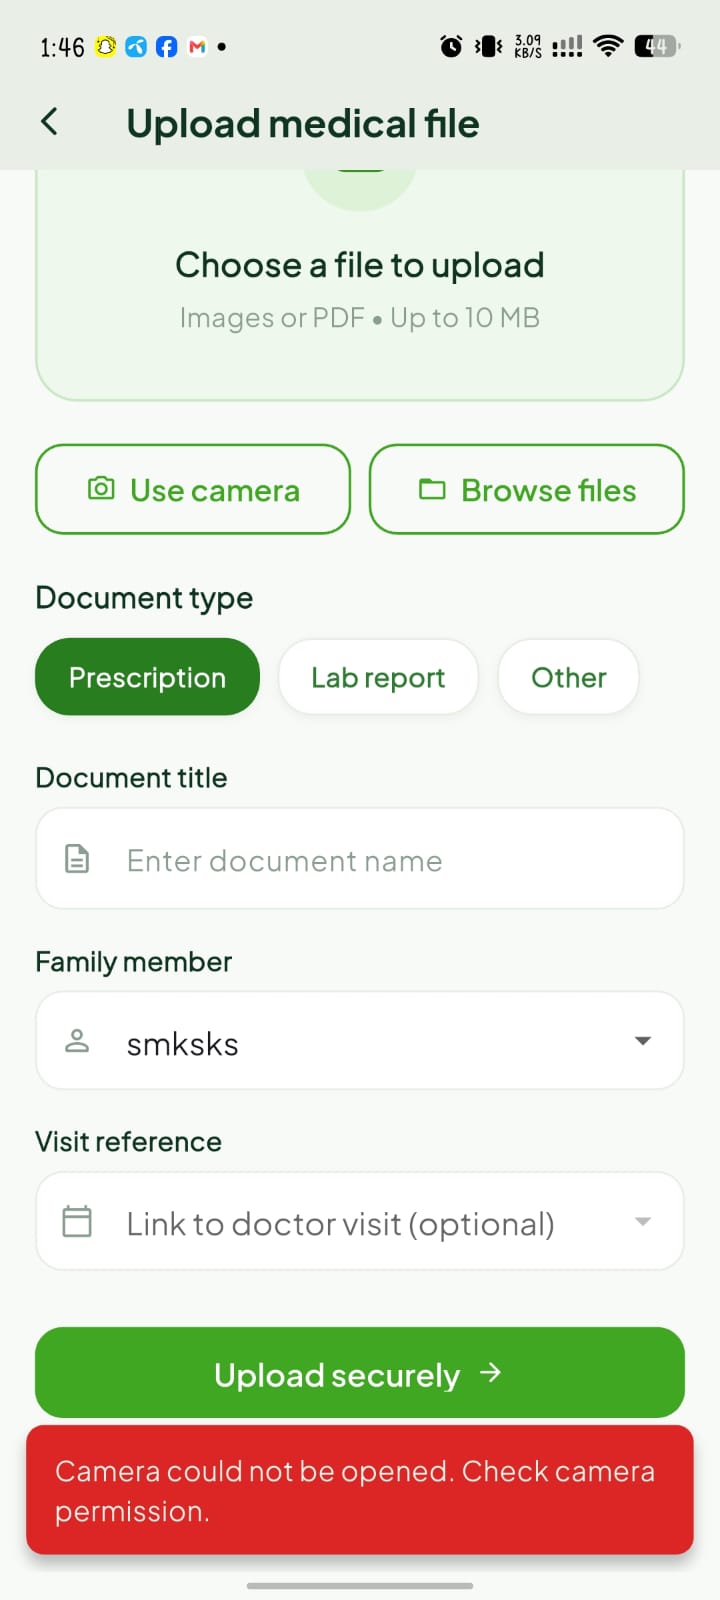 1:46
3.09
KB/S
44
Upload medical file
Choose a file to upload
Images or PDF • Up to 10 MB
Use camera
Browse files
Document type
Prescription
Lab report
Other
Document title
Enter document name
Family member
smksks
Visit reference
Link to doctor visit (optional)
Upload securely →
Camera could not be opened. Check camera
permission.